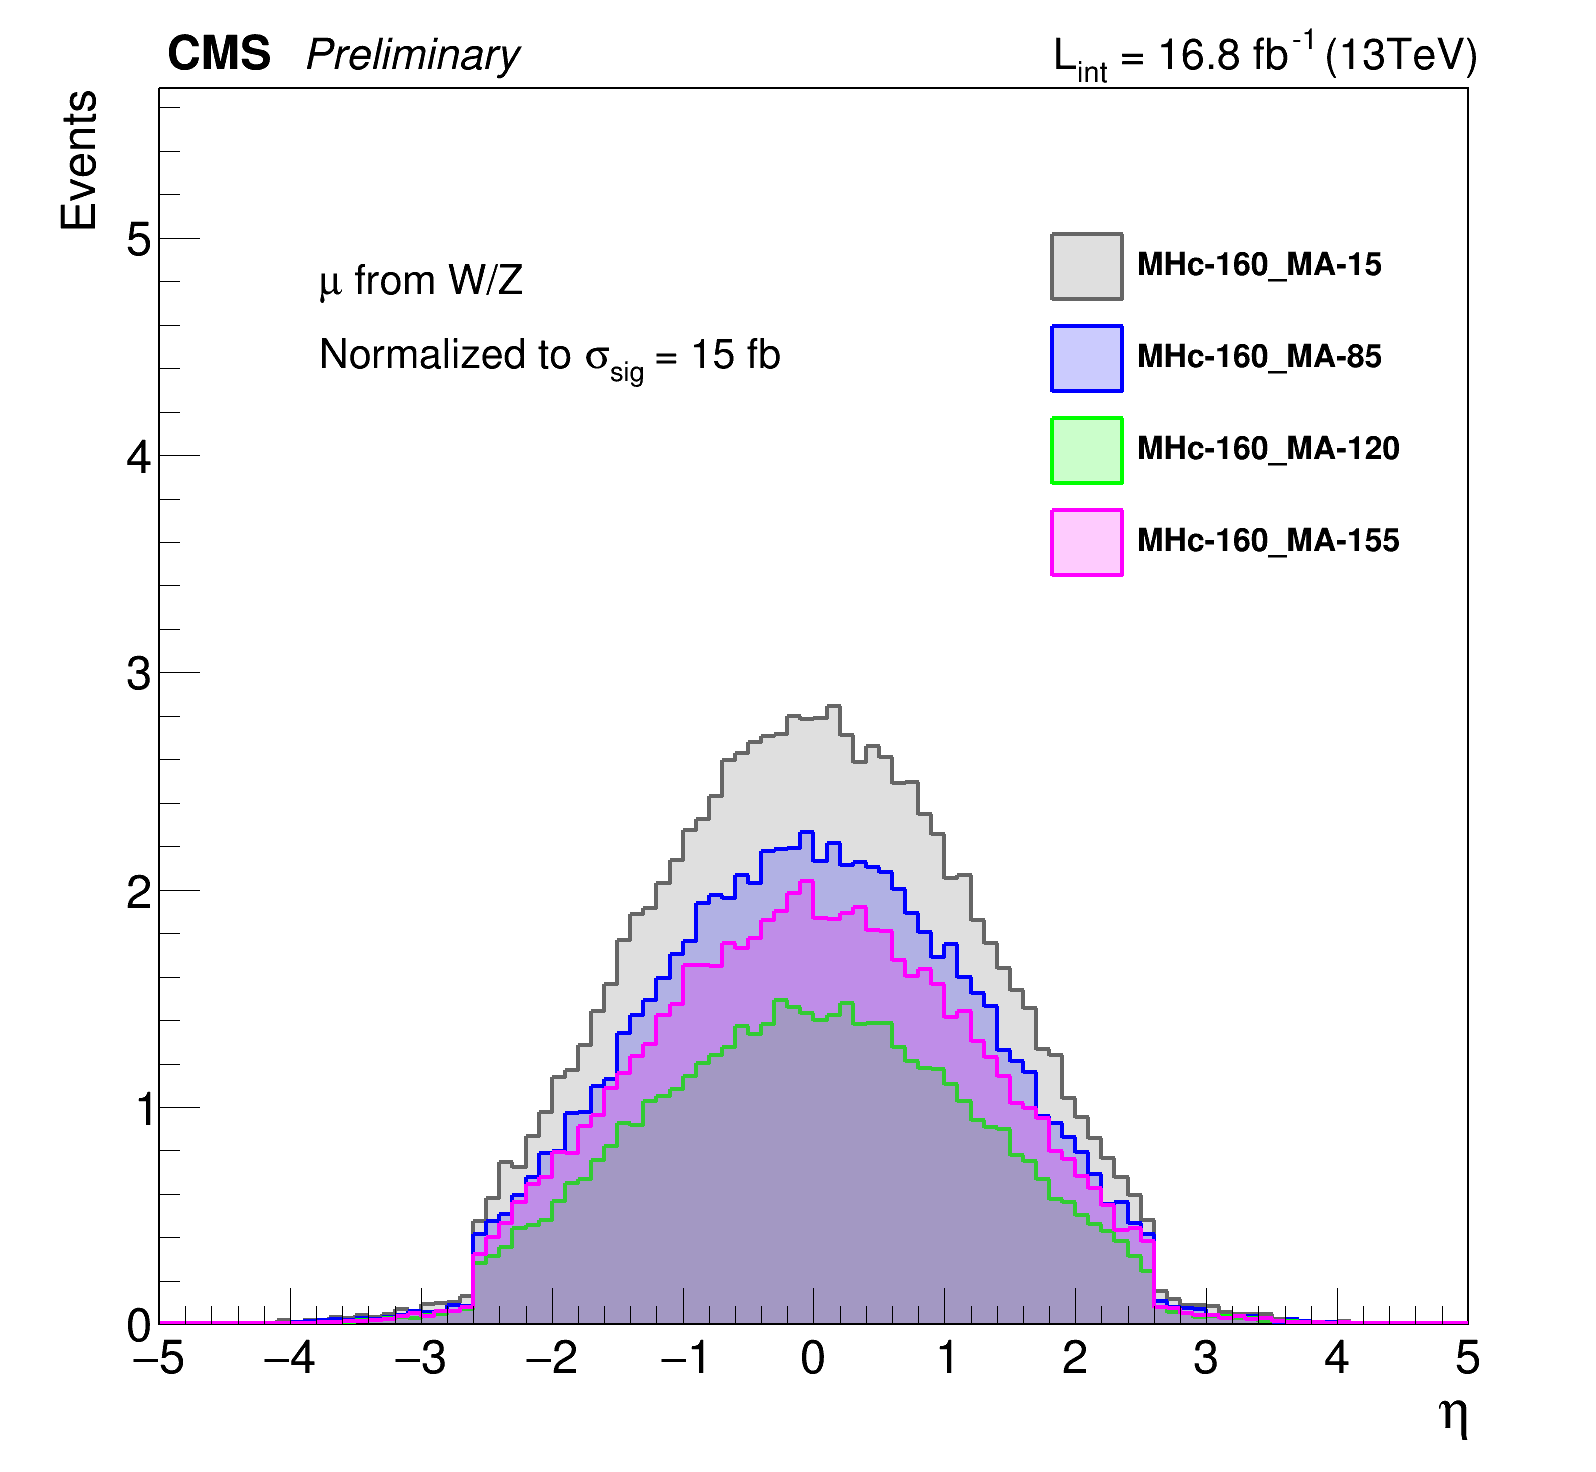 CMS Preliminary
L_int = 16.8 fb^-1 (13TeV)
Events
μ from W/Z
Normalized to σ_sig = 15 fb
MHc-160_MA-15
MHc-160_MA-85
MHc-160_MA-120
MHc-160_MA-155
5
4
3
2
1
0
−5 −4 −3 −2 −1 0 1 2 3 4 5
η